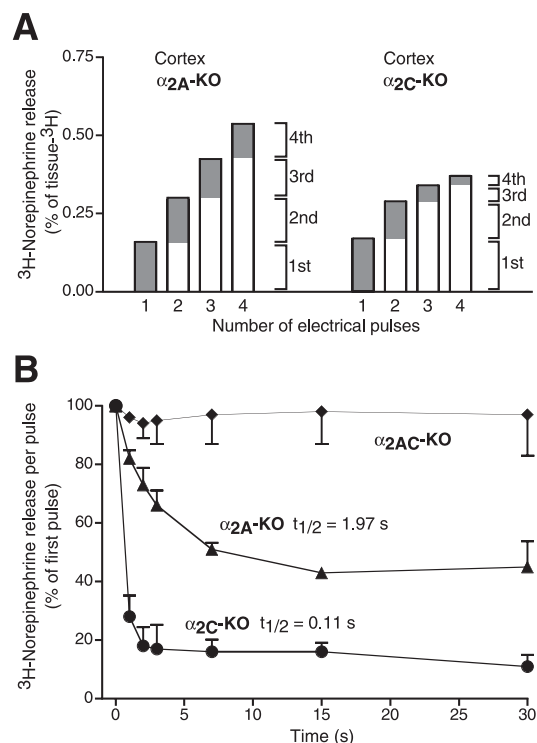 A
³H-Norepinephrine release
(% of tissue-³H)
0.75
0.50
0.25
0.00
Cortex
α2A-KO
4th
3rd
2nd
1st
Cortex
α2C-KO
4th
3rd
2nd
1st
1 2 3 4
1 2 3 4
Number of electrical pulses
B
³H-Norepinephrine release per pulse
(% of first pulse)
100
80
60
40
20
0
α2AC-KO
α2A-KO t1/2 = 1.97 s
α2C-KO t1/2 = 0.11 s
0 5 10 15 20 25 30
Time (s)